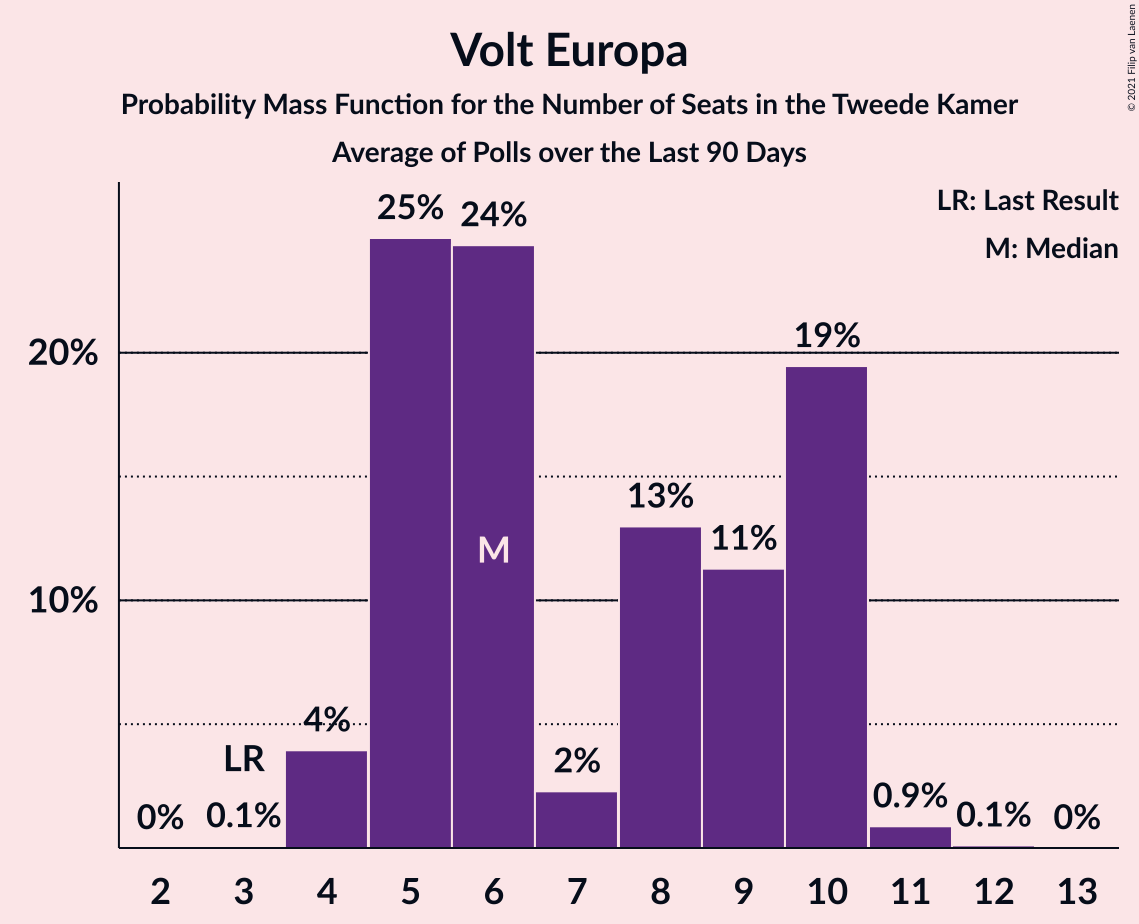 Volt Europa
Probability Mass Function for the Number of Seats in the Tweede Kamer
Average of Polls over the Last 90 Days
© 2021 Filip van Laenen
LR: Last Result
M: Median
25%
24%
20%
19%
13%
11%
M
10%
4%
LR
2%
0%
0.1%
0.9%
0.1%
0%
2 3 4 5 6 7 8 9 10 11 12 13